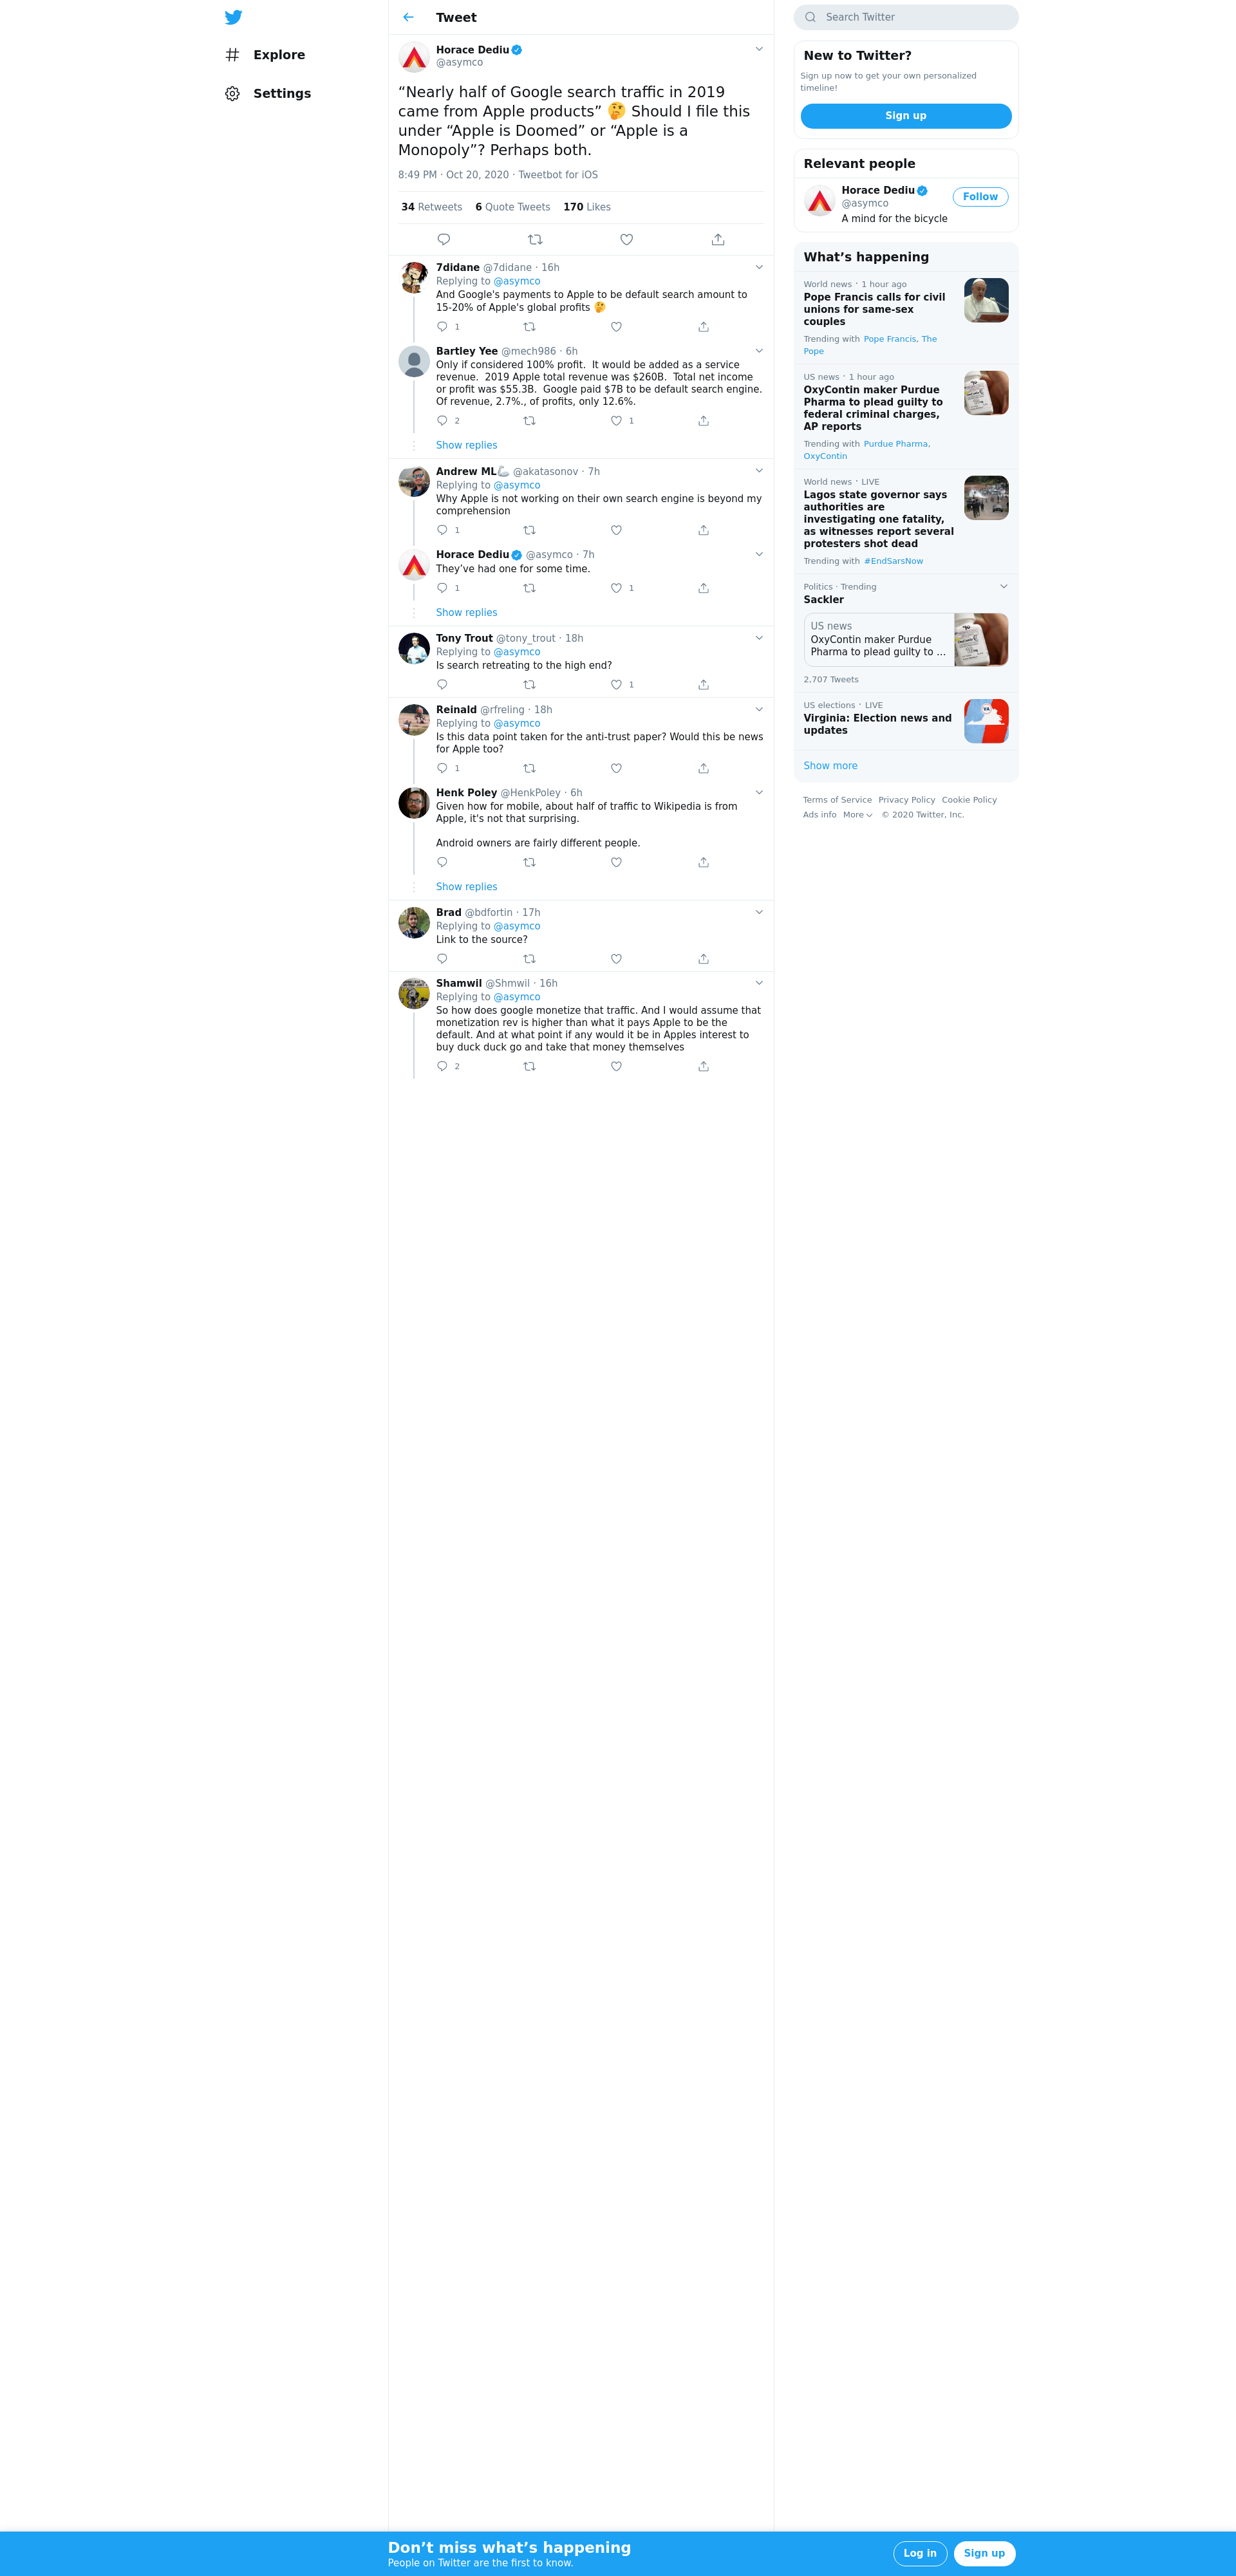 Explore
Settings
Tweet
Horace Dediu
@asymco
“Nearly half of Google search traffic in 2019
came from Apple products” 🤔 Should I file this
under “Apple is Doomed” or “Apple is a
Monopoly”? Perhaps both.
8:49 PM · Oct 20, 2020 · Tweetbot for iOS
34 Retweets 6 Quote Tweets 170 Likes
7didane @7didane · 16h
Replying to @asymco
And Google's payments to Apple to be default search amount to
15-20% of Apple's global profits 🤔
1
Bartley Yee @mech986 · 6h
Only if considered 100% profit.  It would be added as a service
revenue.  2019 Apple total revenue was $260B.  Total net income
or profit was $55.3B.  Google paid $7B to be default search engine.
Of revenue, 2.7%., of profits, only 12.6%.
2 1
Show replies
Andrew ML🦾 @akatasonov · 7h
Replying to @asymco
Why Apple is not working on their own search engine is beyond my
comprehension
1
Horace Dediu @asymco · 7h
They’ve had one for some time.
1 1
Show replies
Tony Trout @tony_trout · 18h
Replying to @asymco
Is search retreating to the high end?
1
Reinald @rfreling · 18h
Replying to @asymco
Is this data point taken for the anti-trust paper? Would this be news
for Apple too?
1
Henk Poley @HenkPoley · 6h
Given how for mobile, about half of traffic to Wikipedia is from
Apple, it's not that surprising.
Android owners are fairly different people.
Show replies
Brad @bdfortin · 17h
Replying to @asymco
Link to the source?
Shamwil @Shmwil · 16h
Replying to @asymco
So how does google monetize that traffic. And I would assume that
monetization rev is higher than what it pays Apple to be the
default. And at what point if any would it be in Apples interest to
buy duck duck go and take that money themselves
2
Search Twitter
New to Twitter?
Sign up now to get your own personalized
timeline!
Sign up
Relevant people
Horace Dediu
@asymco
Follow
A mind for the bicycle
What’s happening
World news · 1 hour ago
Pope Francis calls for civil
unions for same-sex
couples
Trending with Pope Francis, The
Pope
US news · 1 hour ago
OxyContin maker Purdue
Pharma to plead guilty to
federal criminal charges,
AP reports
Trending with Purdue Pharma,
OxyContin
World news · LIVE
Lagos state governor says
authorities are
investigating one fatality,
as witnesses report several
protesters shot dead
Trending with #EndSarsNow
Politics · Trending
Sackler
US news
OxyContin maker Purdue
Pharma to plead guilty to ...
2,707 Tweets
US elections · LIVE
Virginia: Election news and
updates
VA
Show more
Terms of Service Privacy Policy Cookie Policy
Ads info More © 2020 Twitter, Inc.
Don’t miss what’s happening
People on Twitter are the first to know.
Log in
Sign up